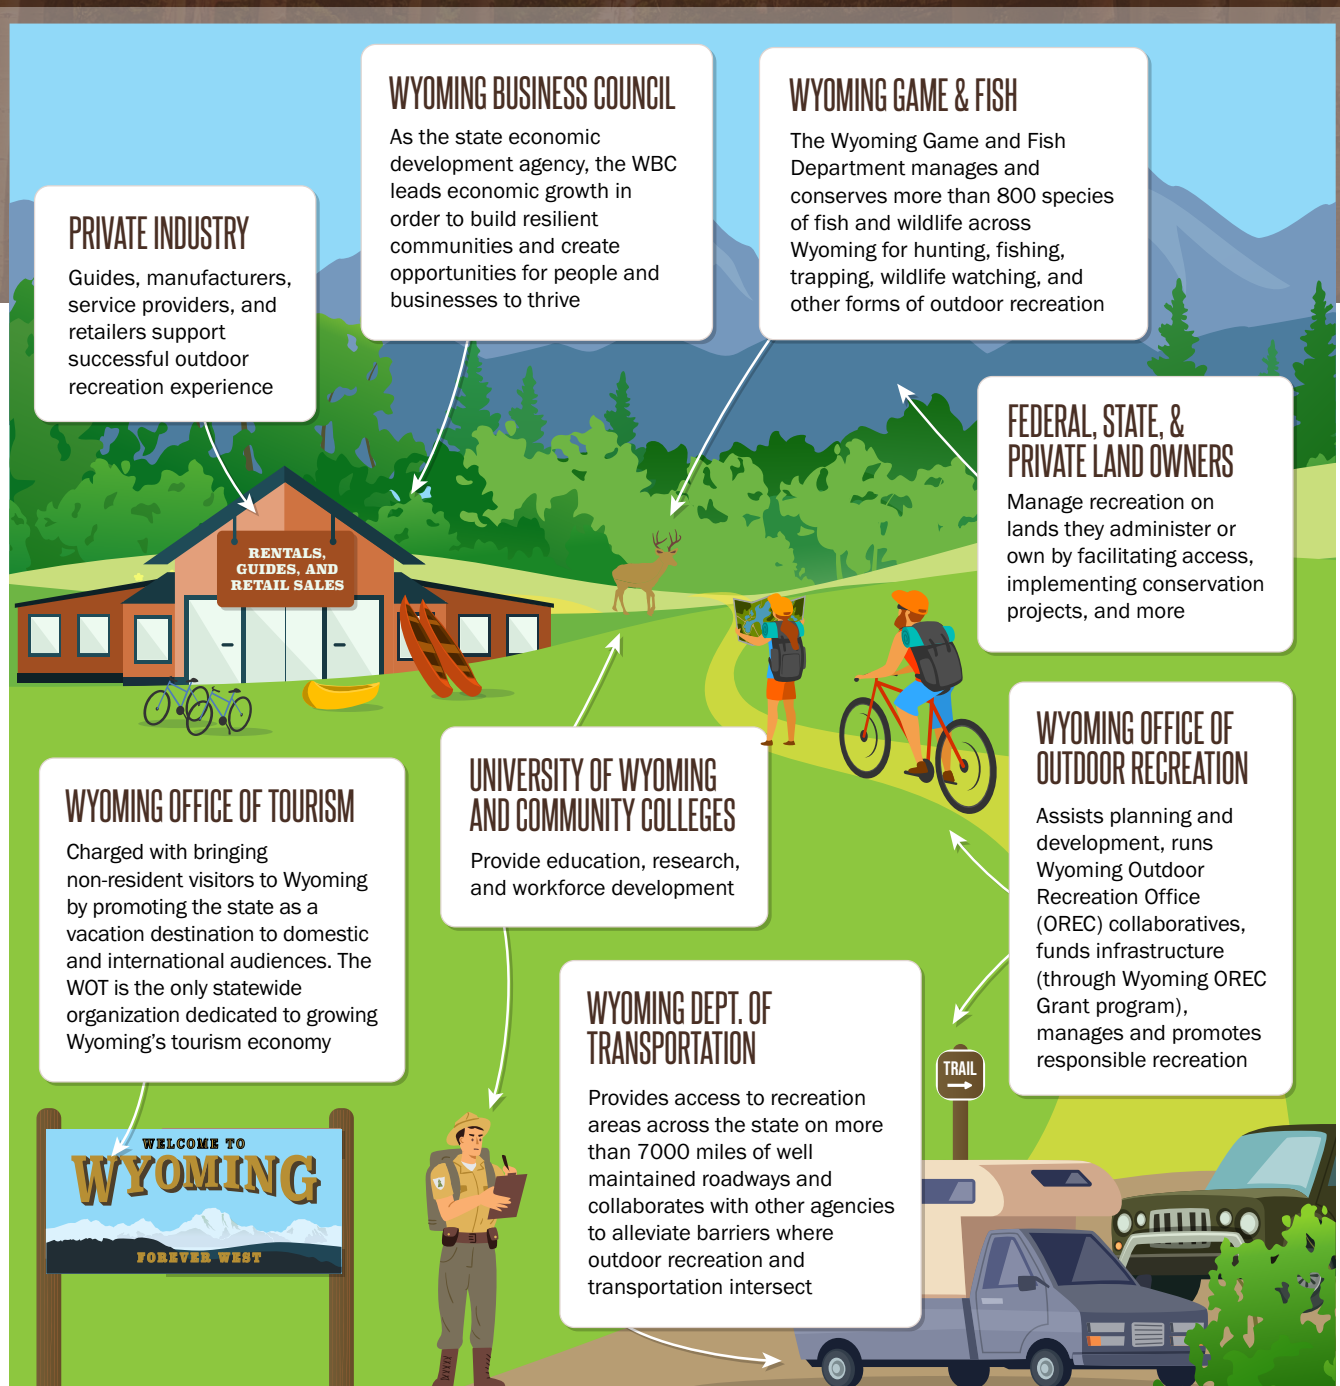 WYOMING BUSINESS COUNCIL
As the state economic
development agency, the WBC
leads economic growth in
order to build resilient
communities and create
opportunities for people and
businesses to thrive
WYOMING GAME & FISH
The Wyoming Game and Fish
Department manages and
conserves more than 800 species
of fish and wildlife across
Wyoming for hunting, fishing,
trapping, wildlife watching, and
other forms of outdoor recreation
PRIVATE INDUSTRY
Guides, manufacturers,
service providers, and
retailers support
successful outdoor
recreation experience
FEDERAL, STATE, &
PRIVATE LAND OWNERS
Manage recreation on
lands they administer or
own by facilitating access,
implementing conservation
projects, and more
RENTALS,
GUIDES, AND
RETAIL SALES
WYOMING OFFICE OF
OUTDOOR RECREATION
Assists planning and
development, runs
Wyoming Outdoor
Recreation Office
(OREC) collaboratives,
funds infrastructure
(through Wyoming OREC
Grant program),
manages and promotes
responsible recreation
UNIVERSITY OF WYOMING
AND COMMUNITY COLLEGES
Provide education, research,
and workforce development
WYOMING OFFICE OF TOURISM
Charged with bringing
non-resident visitors to Wyoming
by promoting the state as a
vacation destination to domestic
and international audiences. The
WOT is the only statewide
organization dedicated to growing
Wyoming's tourism economy
WYOMING DEPT. OF
TRANSPORTATION
Provides access to recreation
areas across the state on more
than 7000 miles of well
maintained roadways and
collaborates with other agencies
to alleviate barriers where
outdoor recreation and
transportation intersect
TRAIL
WELCOME TO
WYOMING
FOREVER WEST